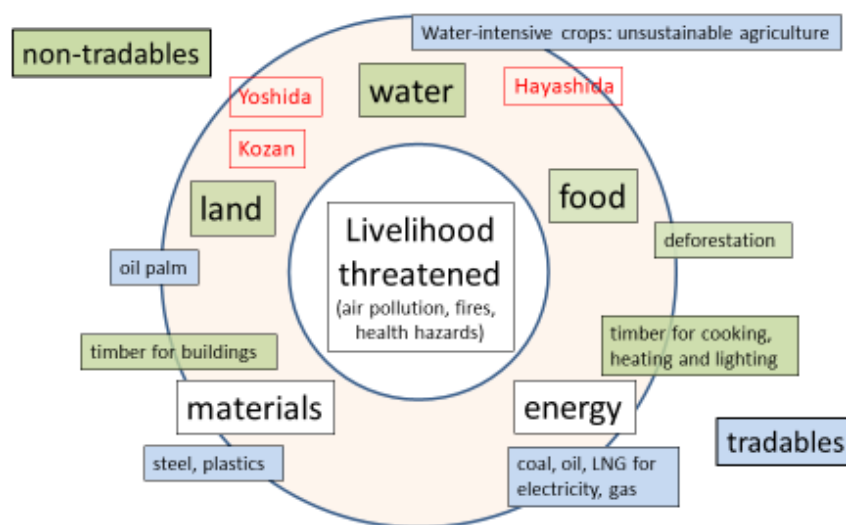 Water-intensive crops: unsustainable agriculture
non-tradables
Yoshida
water
Hayashida
Kozan
land
food
Livelihood
threatened
(air pollution, fires,
health hazards)
deforestation
oil palm
timber for buildings
timber for cooking,
heating and lighting
materials
energy
tradables
steel, plastics
coal, oil, LNG for
electricity, gas